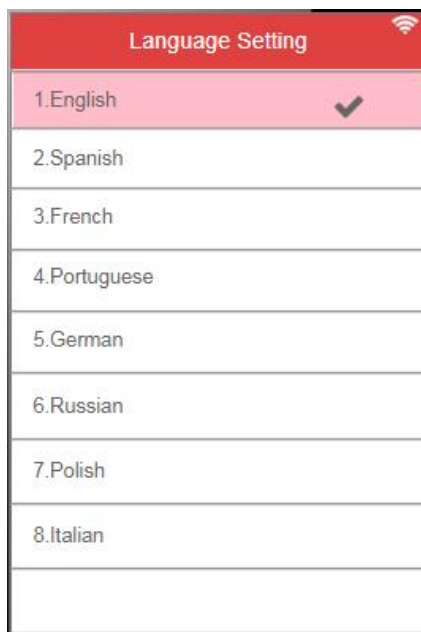 Language Setting
1.English
2.Spanish
3.French
4.Portuguese
5.German
6.Russian
7.Polish
8.Italian